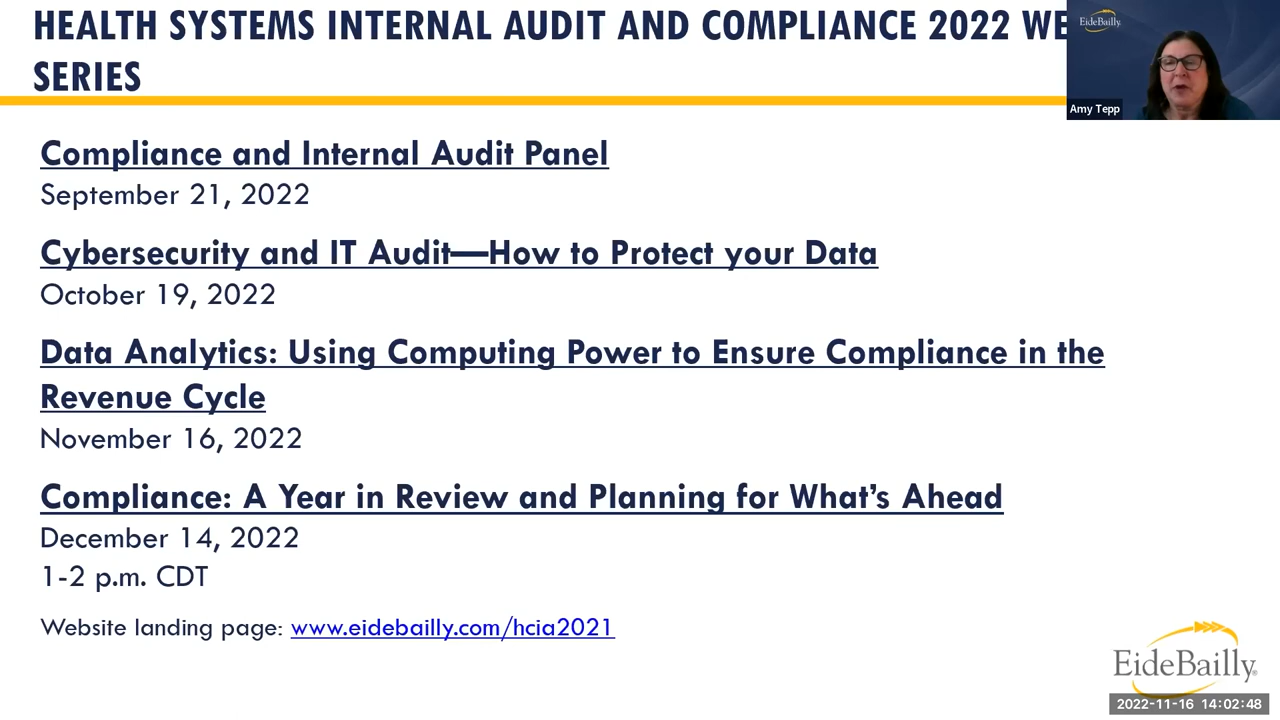 HEALTH SYSTEMS INTERNAL AUDIT AND COMPLIANCE 2022 WE
SERIES
EideBailly
Amy Tepp
Compliance and Internal Audit Panel
September 21, 2022
Cybersecurity and IT Audit—How to Protect your Data
October 19, 2022
Data Analytics: Using Computing Power to Ensure Compliance in the
Revenue Cycle
November 16, 2022
Compliance: A Year in Review and Planning for What’s Ahead
December 14, 2022
1-2 p.m. CDT
Website landing page: www.eidebailly.com/hcia2021
EideBailly®
2022-11-16 14:02:48